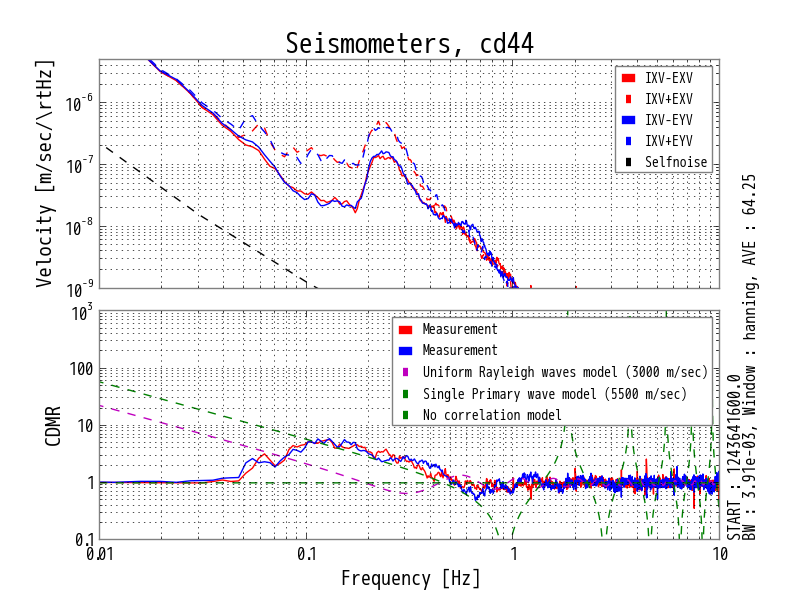 Seismometers, cd44
Velocity [m/sec/\rtHz]
10^-6
10^-7
10^-8
10^-9
IXV-EXV
IXV+EXV
IXV-EYV
IXV+EYV
Selfnoise
CDMR
10^3
100
10
1
0.1
Measurement
Measurement
Uniform Rayleigh waves model (3000 m/sec)
Single Primary wave model (5500 m/sec)
No correlation model
0.01
0.1
1
10
Frequency [Hz]
START : 1243641600.0
BW : 3.91e-03, Window : hanning, AVE : 64.25